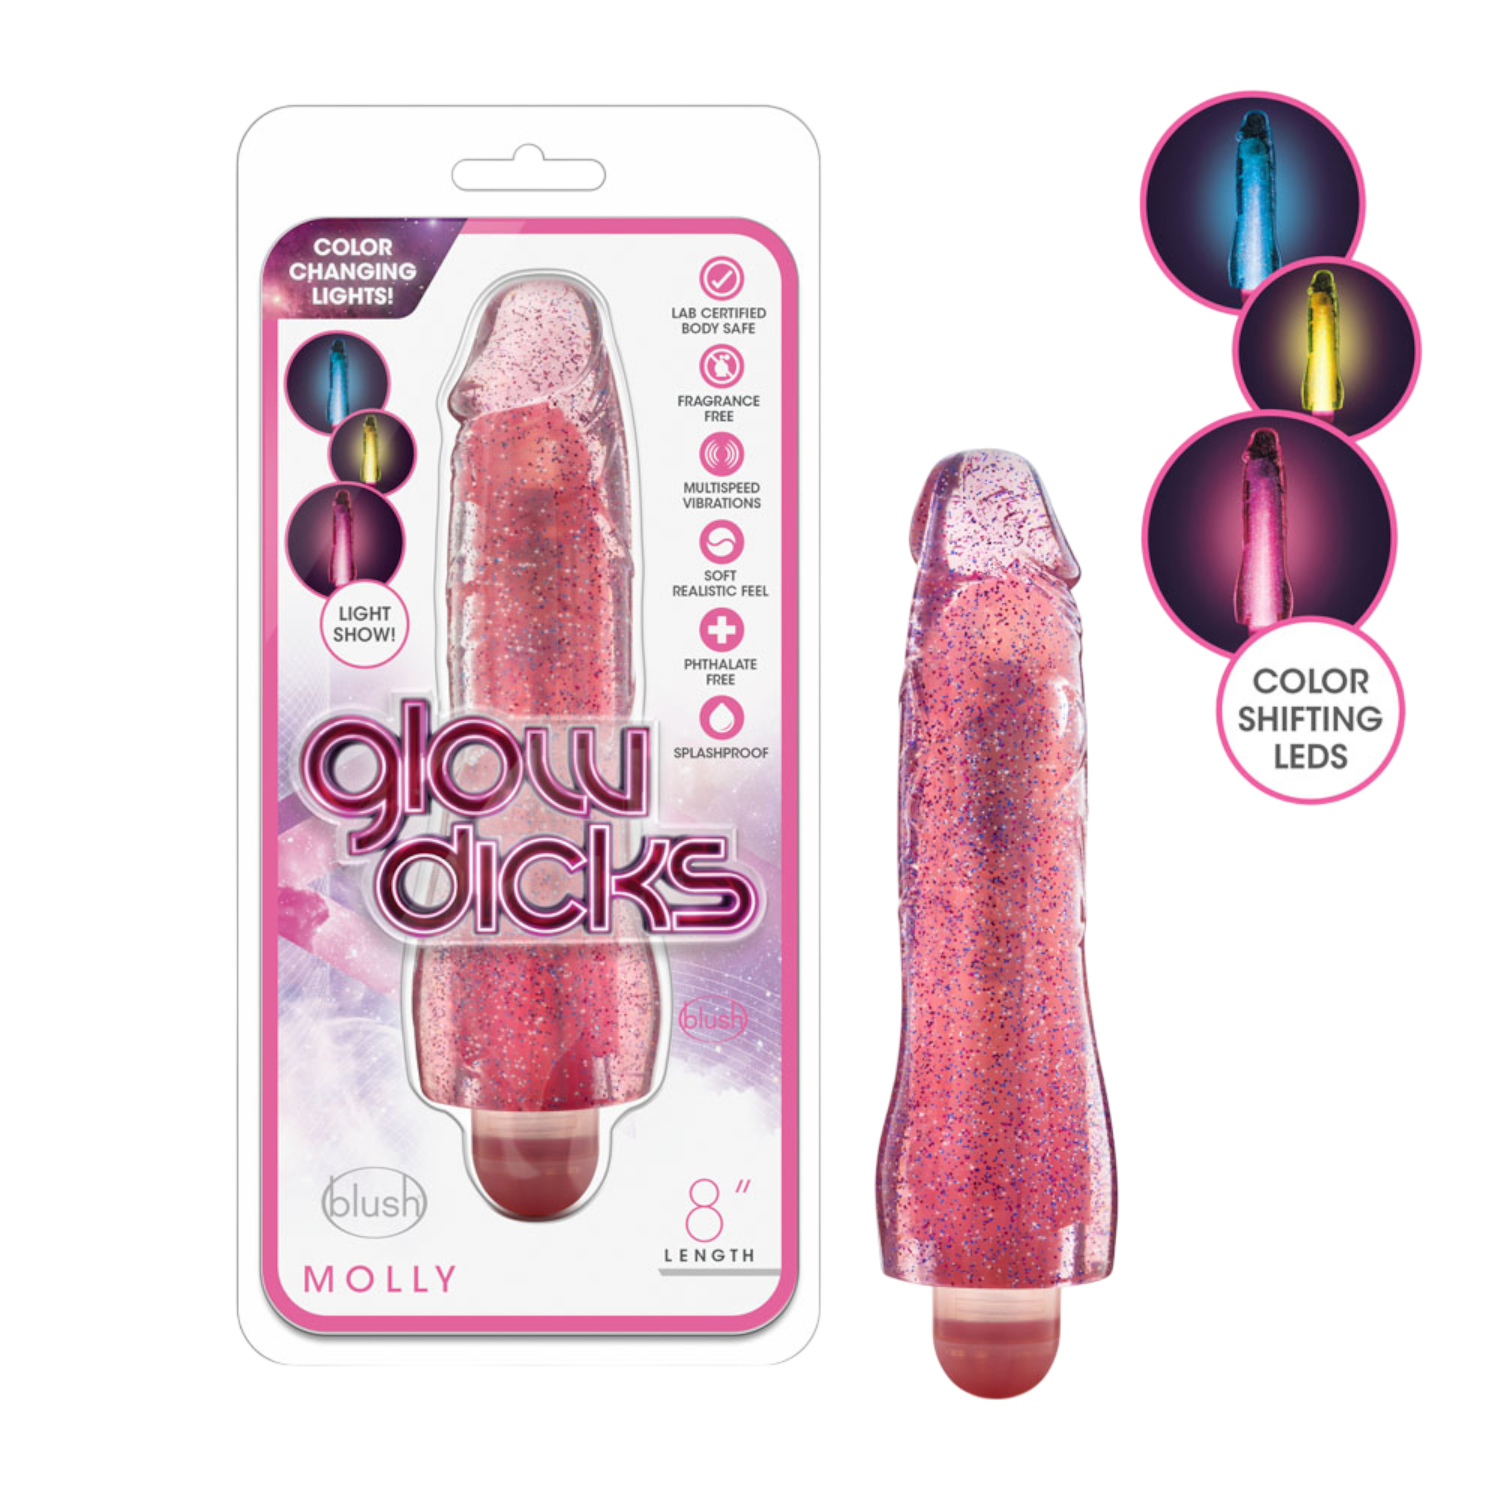 COLOR
CHANGING
LIGHTS!
LIGHT
SHOW!
LAB CERTIFIED
BODY SAFE
FRAGRANCE
FREE
MULTISPEED
VIBRATIONS
SOFT
REALISTIC FEEL
PHTHALATE
FREE
SPLASHPROOF
glow
dicks
blush
blush
MOLLY
8"
LENGTH
COLOR
SHIFTING
LEDS